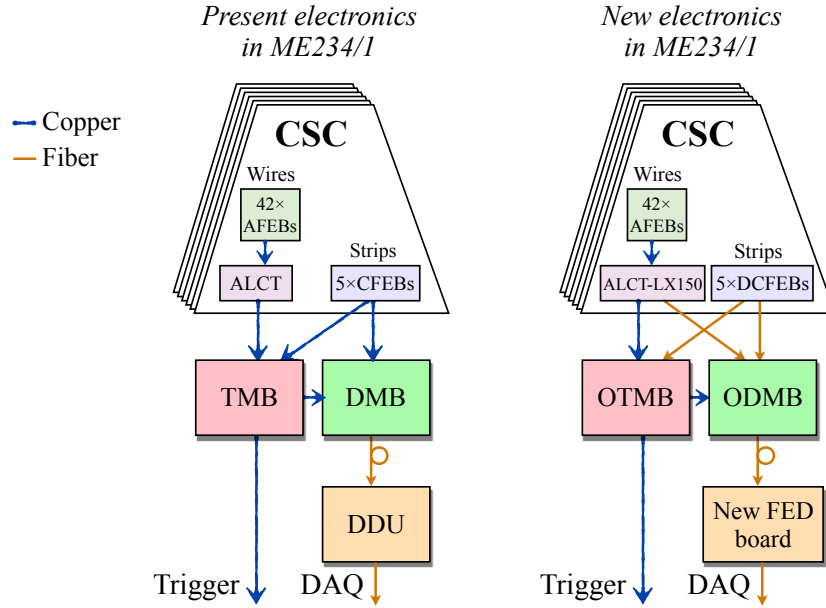 Present electronics
in ME234/1
New electronics
in ME234/1
Copper
Fiber
CSC
Wires
42×
AFEBs
Strips
ALCT
5×CFEBs
TMB
DMB
DDU
Trigger
DAQ
CSC
Wires
42×
AFEBs
Strips
ALCT-LX150
5×DCFEBs
OTMB
ODMB
New FED
board
Trigger
DAQ